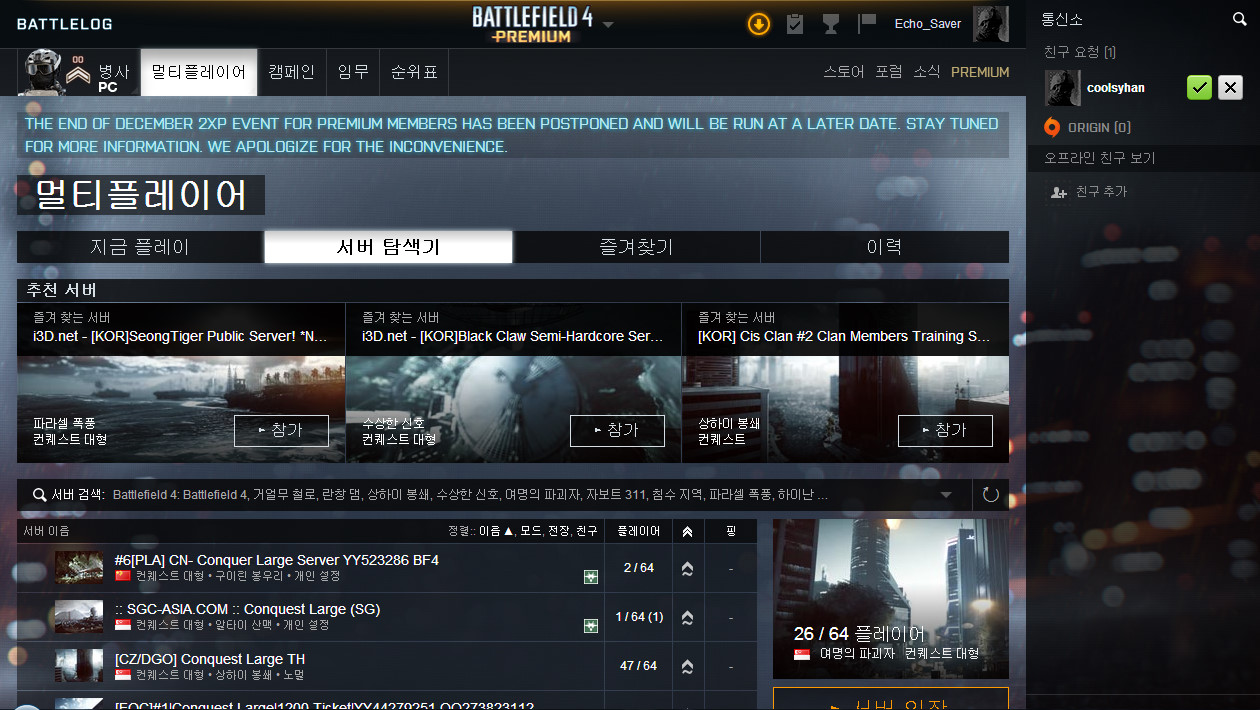 BATTLELOG
BATTLEFIELD 4
PREMIUM
Echo_Saver
00
병사
PC
멀티플레이어
캠페인
임무
순위표
스토어
포럼
소식
PREMIUM
THE END OF DECEMBER 2XP EVENT FOR PREMIUM MEMBERS HAS BEEN POSTPONED AND WILL BE RUN AT A LATER DATE. STAY TUNED
FOR MORE INFORMATION. WE APOLOGIZE FOR THE INCONVENIENCE.
멀티플레이어
지금 플레이
서버 탐색기
즐겨찾기
이력
추천 서버
즐겨 찾는 서버
i3D.net - [KOR]SeongTiger Public Server! *N...
파라셀 폭풍
컨퀘스트 대형
참가
즐겨 찾는 서버
i3D.net - [KOR]Black Claw Semi-Hardcore Ser...
수상한 신호
컨퀘스트 대형
참가
즐겨 찾는 서버
[KOR] Cis Clan #2 Clan Members Training S...
상하이 봉쇄
컨퀘스트
참가
서버 검색: Battlefield 4: Battlefield 4, 거얼무 철로, 란창 댐, 상하이 봉쇄, 수상한 신호, 여명의 파괴자, 자보트 311, 침수 지역, 파라셀 폭풍, 하이난 ...
서버 이름
정렬:: 이름 ▲, 모드, 전장, 친구
플레이어
핑
#6[PLA] CN- Conquer Large Server YY523286 BF4
컨퀘스트 대형 • 구이린 봉우리 • 개인 설정
2 / 64
-
:: SGC-ASIA.COM :: Conquest Large (SG)
컨퀘스트 대형 • 알타이 산맥 • 개인 설정
1 / 64 (1)
-
[CZ/DGO] Conquest Large TH
컨퀘스트 대형 • 상하이 봉쇄 • 노멀
47 / 64
-
[EOC]#1|Conquest Large|1200 Ticket|YY44279251 QQ273823112
26 / 64 플레이어
여명의 파괴자 컨퀘스트 대형
서버 입장
통신소
친구 요청 [1]
coolsyhan
ORIGIN [0]
오프라인 친구 보기
친구 추가